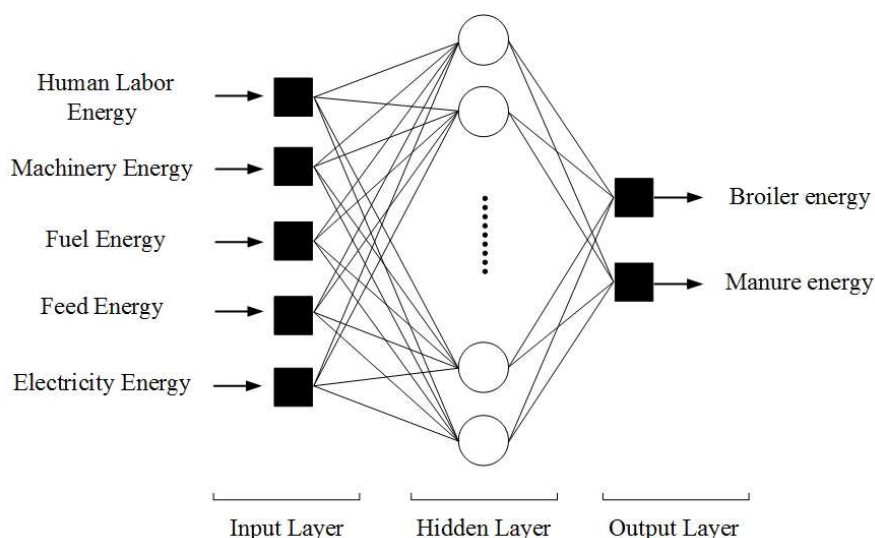 Human Labor
Energy
Machinery Energy
Fuel Energy
Feed Energy
Electricity Energy
Broiler energy
Manure energy
Input Layer
Hidden Layer
Output Layer